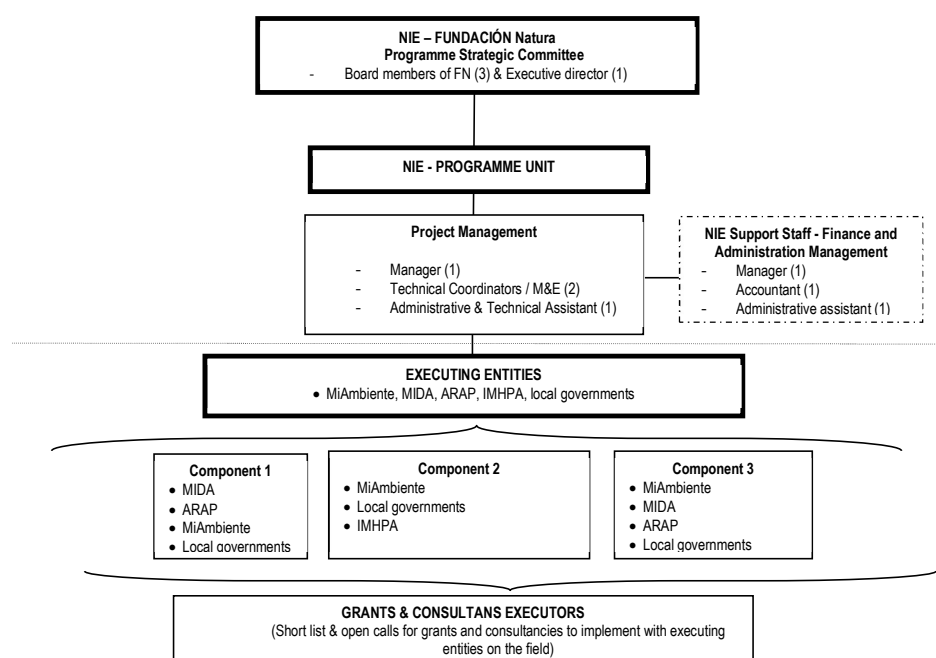 NIE – FUNDACIÓN Natura
Programme Strategic Committee
- Board members of FN (3) & Executive director (1)
NIE - PROGRAMME UNIT
Project Management
- Manager (1)
- Technical Coordinators / M&E (2)
- Administrative & Technical Assistant (1)
NIE Support Staff - Finance and
Administration Management
- Manager (1)
- Accountant (1)
- Administrative assistant (1)
EXECUTING ENTITIES
• MiAmbiente, MIDA, ARAP, IMHPA, local governments
Component 1
• MIDA
• ARAP
• MiAmbiente
• Local governments
Component 2
• MiAmbiente
• Local governments
• IMHPA
Component 3
• MiAmbiente
• MIDA
• ARAP
• Local governments
GRANTS & CONSULTANS EXECUTORS
(Short list & open calls for grants and consultancies to implement with executing
entities on the field)